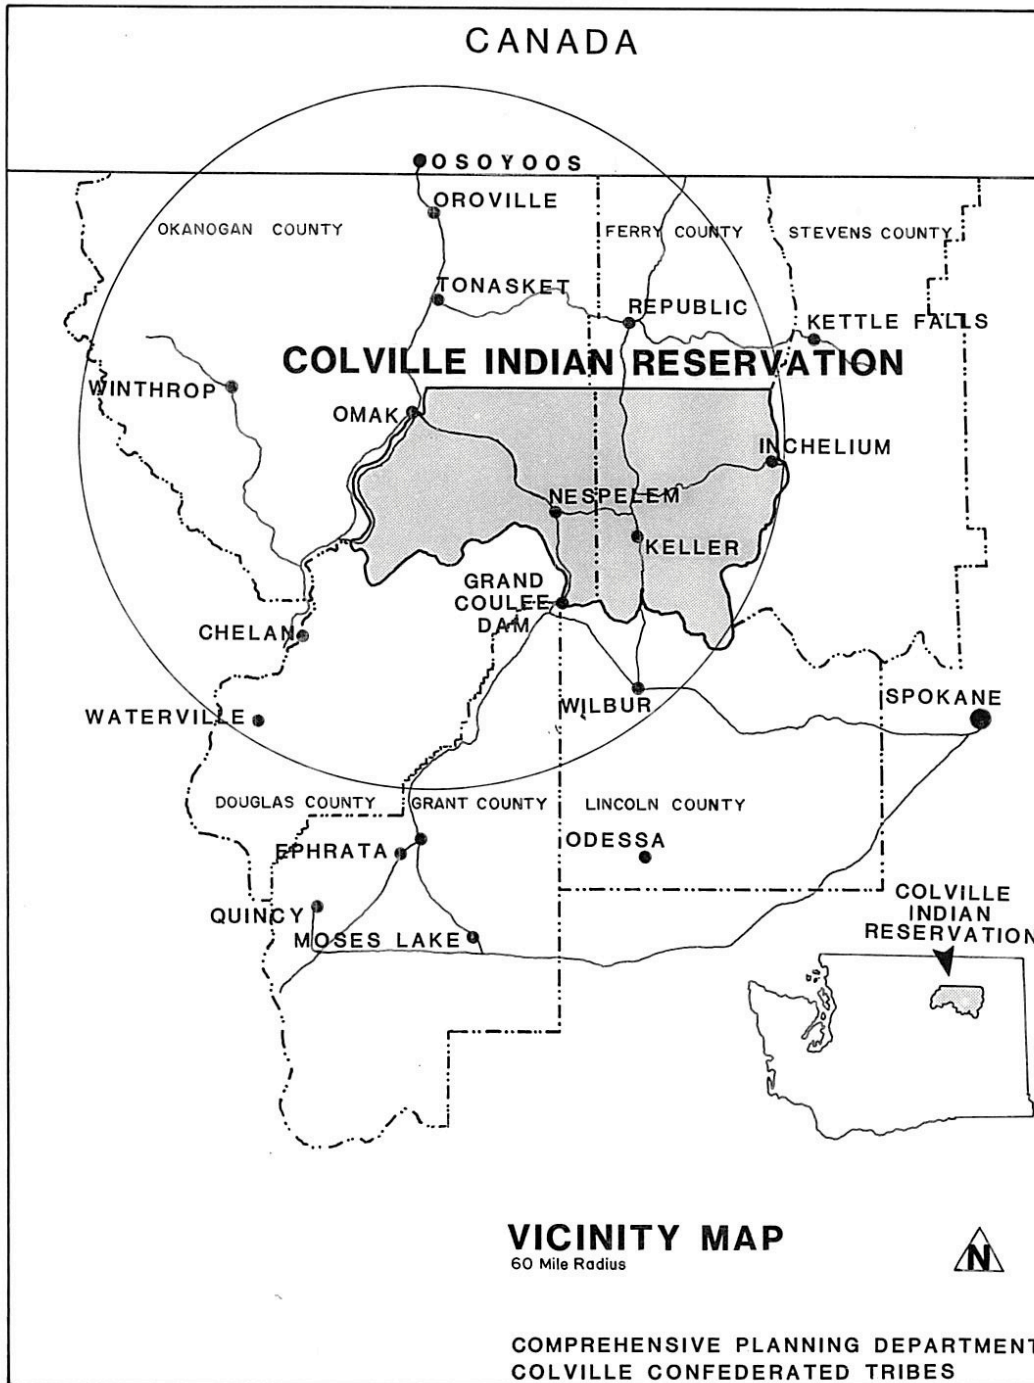 CANADA
OSOYOOS
OROVILLE
OKANOGAN COUNTY
FERRY COUNTY
STEVENS COUNTY
TONASKET
REPUBLIC
KETTLE FALLS
COLVILLE INDIAN RESERVATION
WINTHROP
OMAK
INCHELIUM
NESPELEM
KELLER
GRAND
COULEE
DAM
CHELAN
WILBUR
SPOKANE
WATERVILLE
DOUGLAS COUNTY
GRANT COUNTY
LINCOLN COUNTY
ODESSA
EPHRATA
QUINCY
MOSES LAKE
COLVILLE
INDIAN
RESERVATION
VICINITY MAP
60 Mile Radius
N
COMPREHENSIVE PLANNING DEPARTMENT
COLVILLE CONFEDERATED TRIBES